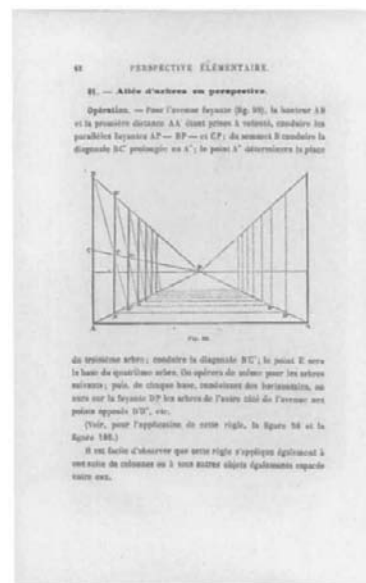 62 PERSPECTIVE ÉLÉMENTAIRE.
91. — Allée d'arbres en perspective.
Opération. — Pour l'avenue fuyante (fig. 99), la hauteur AB
et la première distance AA' étant prises à volonté, conduire les
parallèles fuyantes AP — BP — et CP; du sommet B conduire la
diagonale BC' prolongée en A"; le point A" déterminera la place
du troisième arbre; conduire la diagonale B'C"; le point E sera
la base du quatrième arbre. On opérera de même pour les arbres
suivants; puis, de chaque base, conduisant des horizontales, on
aura sur la fuyante DP les arbres de l'autre côté de l'avenue aux
points opposés D'D", etc.
(Voir, pour l'application de cette règle, la figure 98 et la
figure
Il est facile d'observer que cette règle s'applique également à
une suite de colonnes ou à tous autres objets également espacés
entre eux.